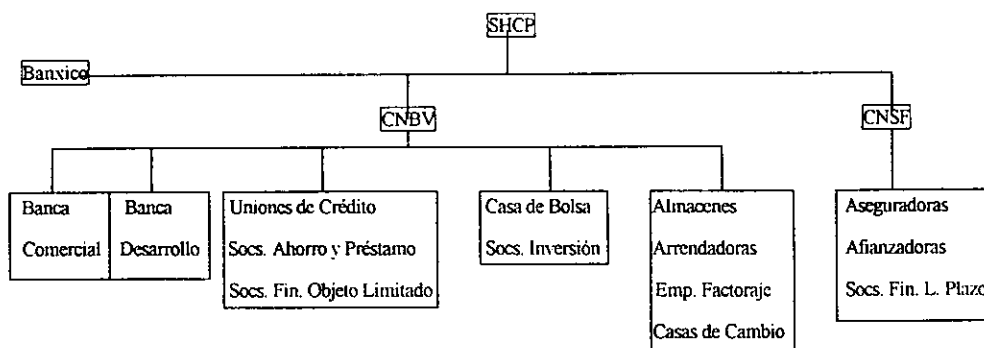 SHCP
Banxico
CNBV
CNSF
Banca
Comercial
Banca
Desarrollo
Uniones de Crédito
Socs. Ahorro y Préstamo
Socs. Fin. Objeto Limitado
Casa de Bolsa
Socs. Inversión
Almacenes
Arrendadoras
Emp. Factoraje
Casas de Cambio
Aseguradoras
Afianzadoras
Socs. Fin. L. Plazo